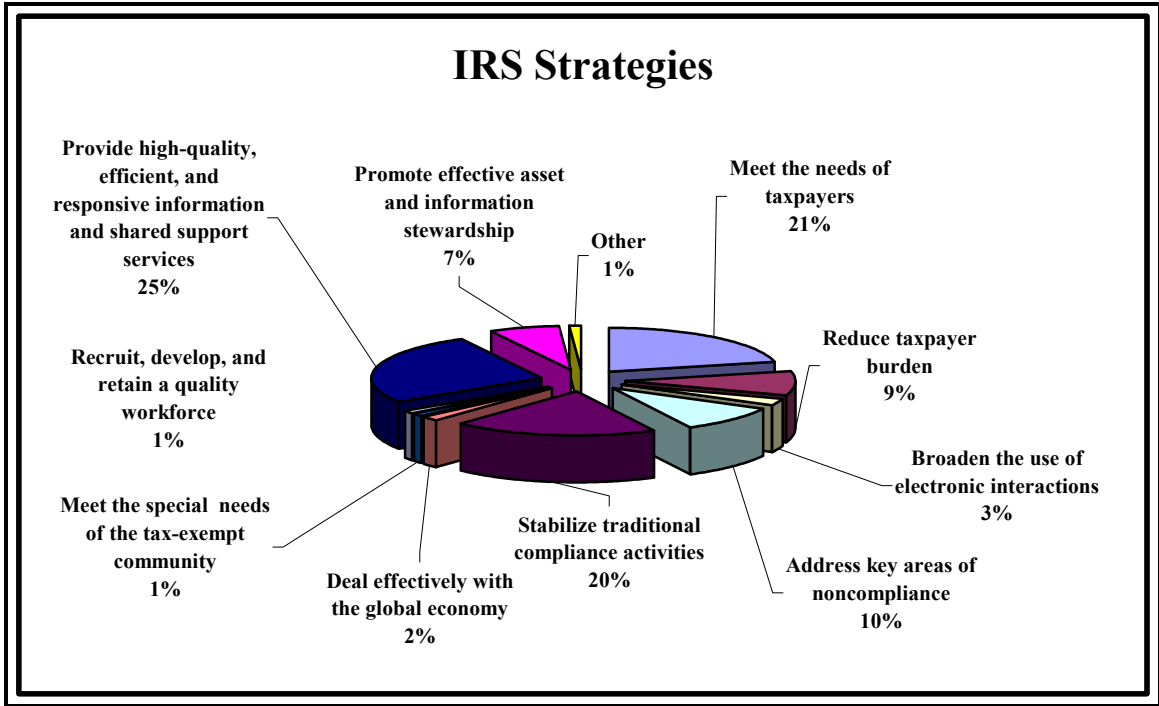 IRS Strategies
Provide high-quality,
efficient, and
responsive information
and shared support
services
25%
Promote effective asset
and information
stewardship
7%
Other
1%
Meet the needs of
taxpayers
21%
Reduce taxpayer
burden
9%
Broaden the use of
electronic interactions
3%
Address key areas of
noncompliance
10%
Stabilize traditional
compliance activities
20%
Deal effectively with
the global economy
2%
Meet the special needs
of the tax-exempt
community
1%
Recruit, develop, and
retain a quality
workforce
1%